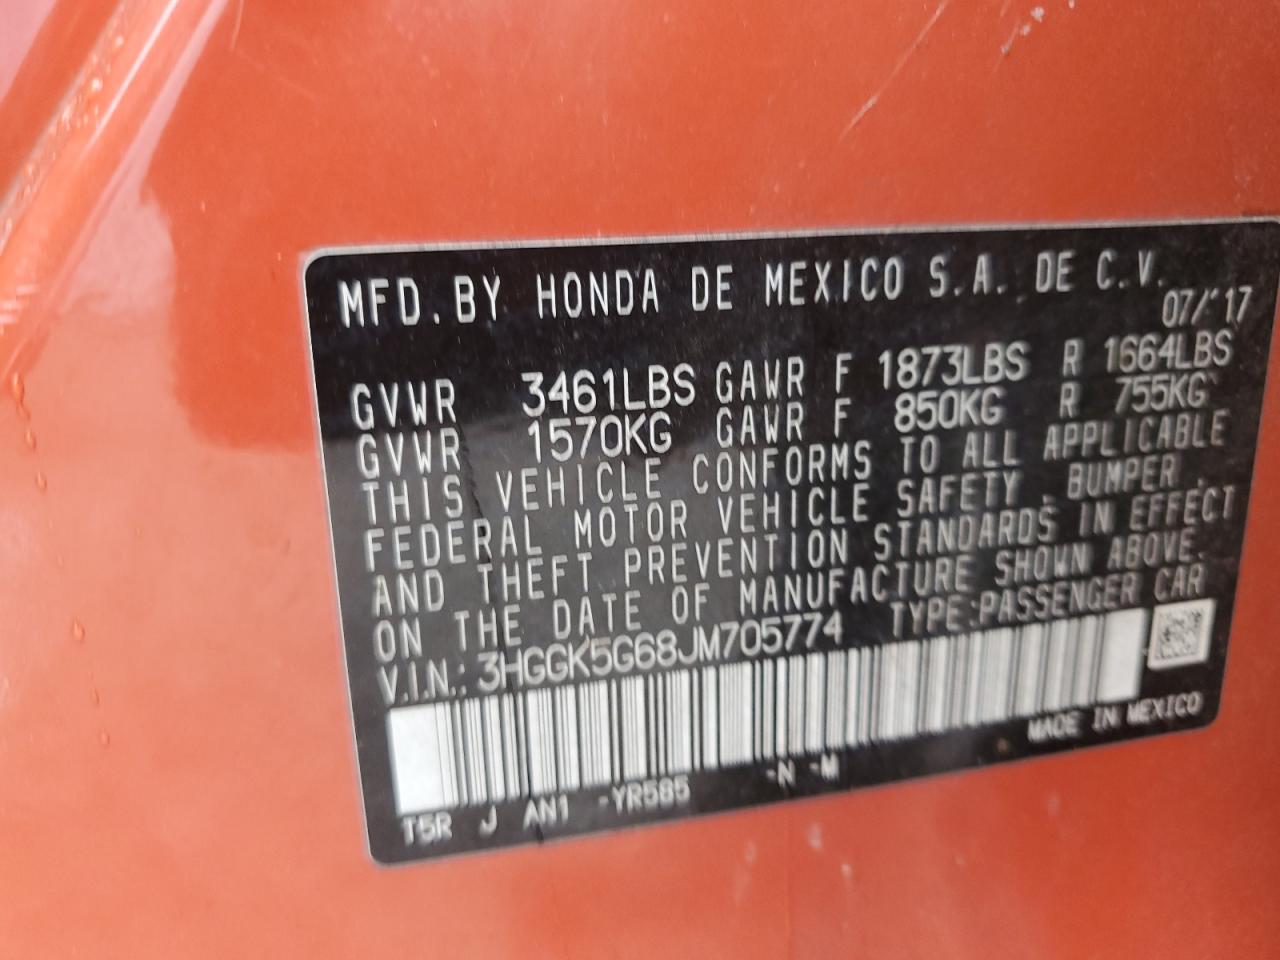 MFD. BY HONDA DE MEXICO S.A. DE C.V.
07/'17
GVWR 3461LBS GAWR F 1873LBS R 1664LBS
GVWR 1570KG GAWR F 850KG R 755KG
THIS VEHICLE CONFORMS TO ALL APPLICABLE
FEDERAL MOTOR VEHICLE SAFETY, BUMPER,
AND THEFT PREVENTION STANDARDS IN EFFECT
ON THE DATE OF MANUFACTURE SHOWN ABOVE.
V.I.N.: 3HGGK5G68JM705774 TYPE:PASSENGER CAR
MADE IN MEXICO
T5R J AN1 -YR585 -N -M